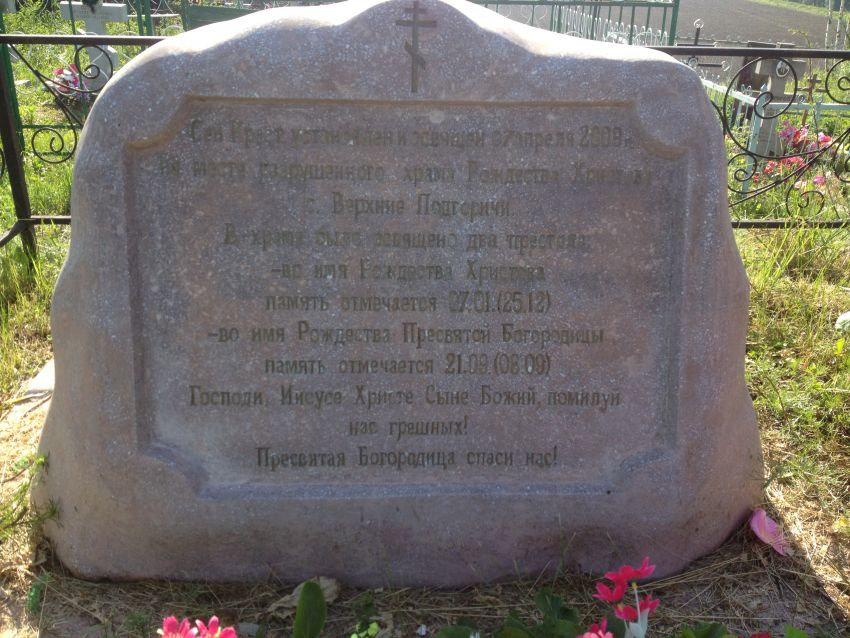 Сей Крест установлен и освящен 07 апреля 2009 г.
на месте разрушенного храма Рождества Христова
с. Верхние Подгоричи.
В храме было освящено два престола:
-во имя Рождества Христова
память отмечается 07.01.(25.12)
-во имя Рождества Пресвятой Богородицы
память отмечается 21.09.(08.09)
Господи, Иисусе Христе Сыне Божий, помилуй
нас грешных!
Пресвятая Богородица спаси нас!